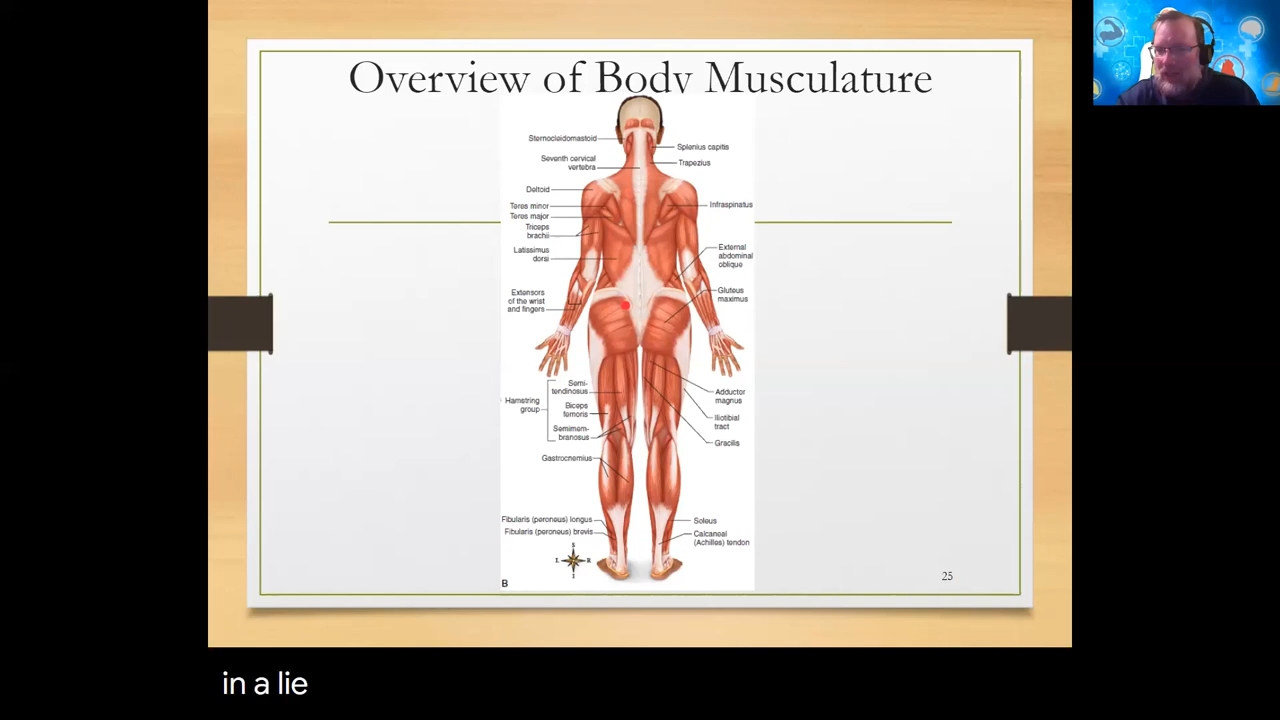 Overview of Body Musculature
Sternocleidomastoid
Seventh cervical
vertebra
Deltoid
Teres minor
Teres major
Triceps
brachii
Latissimus
dorsi
Extensors
of the wrist
and fingers
Semi-
tendinosus
Hamstring
group
Biceps
femoris
Semimem-
branosus
Gastrocnemius
Fibularis (peroneus) longus
Fibularis (peroneus) brevis
Splenius capitis
Trapezius
Infraspinatus
External
abdominal
oblique
Gluteus
maximus
Adductor
magnus
Iliotibial
tract
Gracilis
Soleus
Calcaneal
(Achilles) tendon
S
L R
I
B
25
in a lie